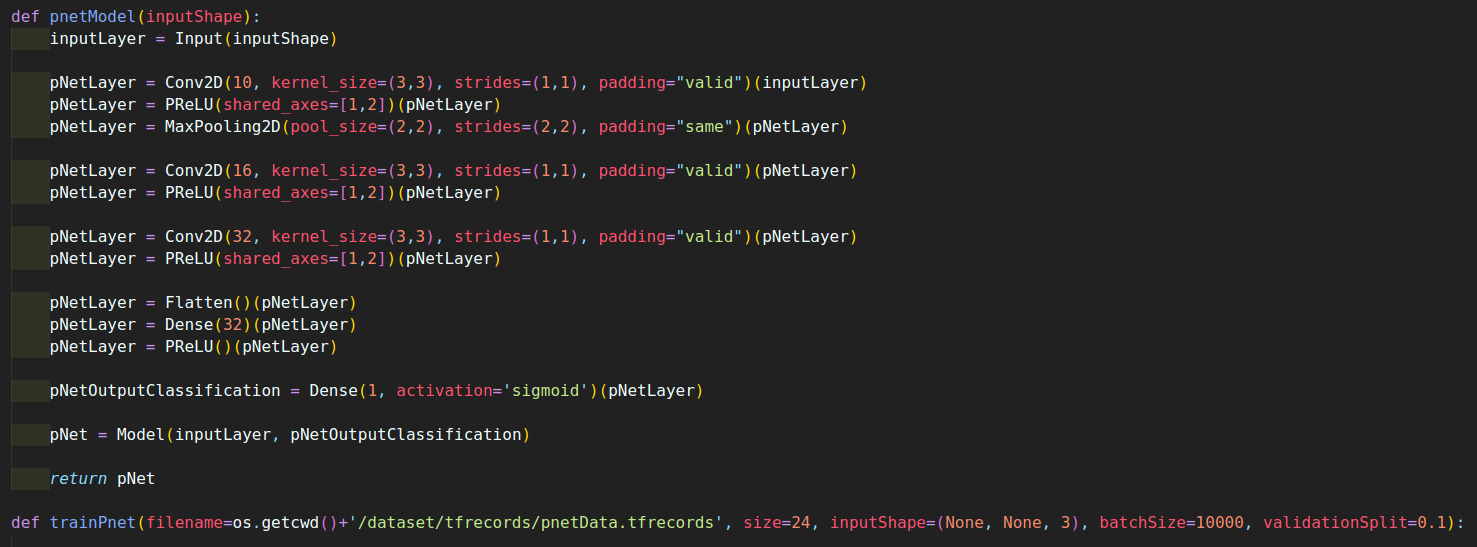 def pnetModel(inputShape):
    inputLayer = Input(inputShape)
    pNetLayer = Conv2D(10, kernel_size=(3,3), strides=(1,1), padding="valid")(inputLayer)
    pNetLayer = PReLU(shared_axes=[1,2])(pNetLayer)
    pNetLayer = MaxPooling2D(pool_size=(2,2), strides=(2,2), padding="same")(pNetLayer)
    pNetLayer = Conv2D(16, kernel_size=(3,3), strides=(1,1), padding="valid")(pNetLayer)
    pNetLayer = PReLU(shared_axes=[1,2])(pNetLayer)
    pNetLayer = Conv2D(32, kernel_size=(3,3), strides=(1,1), padding="valid")(pNetLayer)
    pNetLayer = PReLU(shared_axes=[1,2])(pNetLayer)
    pNetLayer = Flatten()(pNetLayer)
    pNetLayer = Dense(32)(pNetLayer)
    pNetLayer = PReLU()(pNetLayer)
    pNetOutputClassification = Dense(1, activation='sigmoid')(pNetLayer)
    pNet = Model(inputLayer, pNetOutputClassification)
    return pNet
def trainPnet(filename=os.getcwd()+'/dataset/tfrecords/pnetData.tfrecords', size=24, inputShape=(None, None, 3), batchSize=10000, validationSplit=0.1):